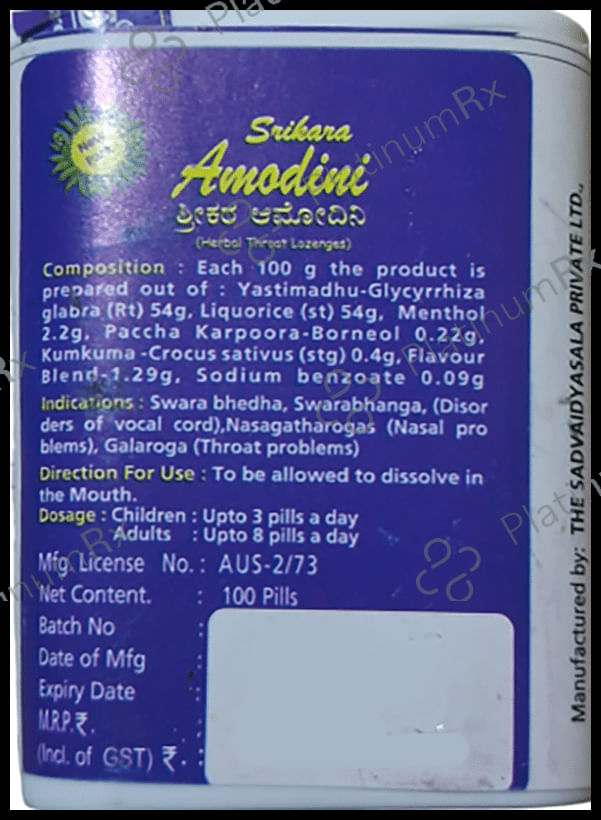 Srikara
Amodini
ಶ್ರೀಕರ ಆಮೋದಿನಿ
(Herbal Throat Lozenges)
Composition : Each 100 g the product is
prepared out of : Yastimadhu-Glycyrrhiza
glabra (Rt) 54g, Liquorice (st) 54g, Menthol
2.2g, Paccha Karpoora-Borneol 0.22g,
Kumkuma -Crocus sativus (stg) 0.4g, Flavour
Blend-1.29g, Sodium benzoate 0.09g
Indications : Swara bhedha, Swarabhanga, (Disor
ders of vocal cord),Nasagatharogas (Nasal pro
blems), Galaroga (Throat problems)
Direction For Use : To be allowed to dissolve in
the Mouth.
Dosage : Children : Upto 3 pills a day
Adults : Upto 8 pills a day
Mfg. License No. : AUS-2/73
Net Content. : 100 Pills
Batch No :
Date of Mfg :
Expiry Date :
M.R.P.₹.
(Incl. of GST) ₹. :
Manufactured by: THE SADVAIDYASALA PRIVATE LTD.,
PlatinumRx
PlatinumRx
PlatinumRx
PlatinumRx